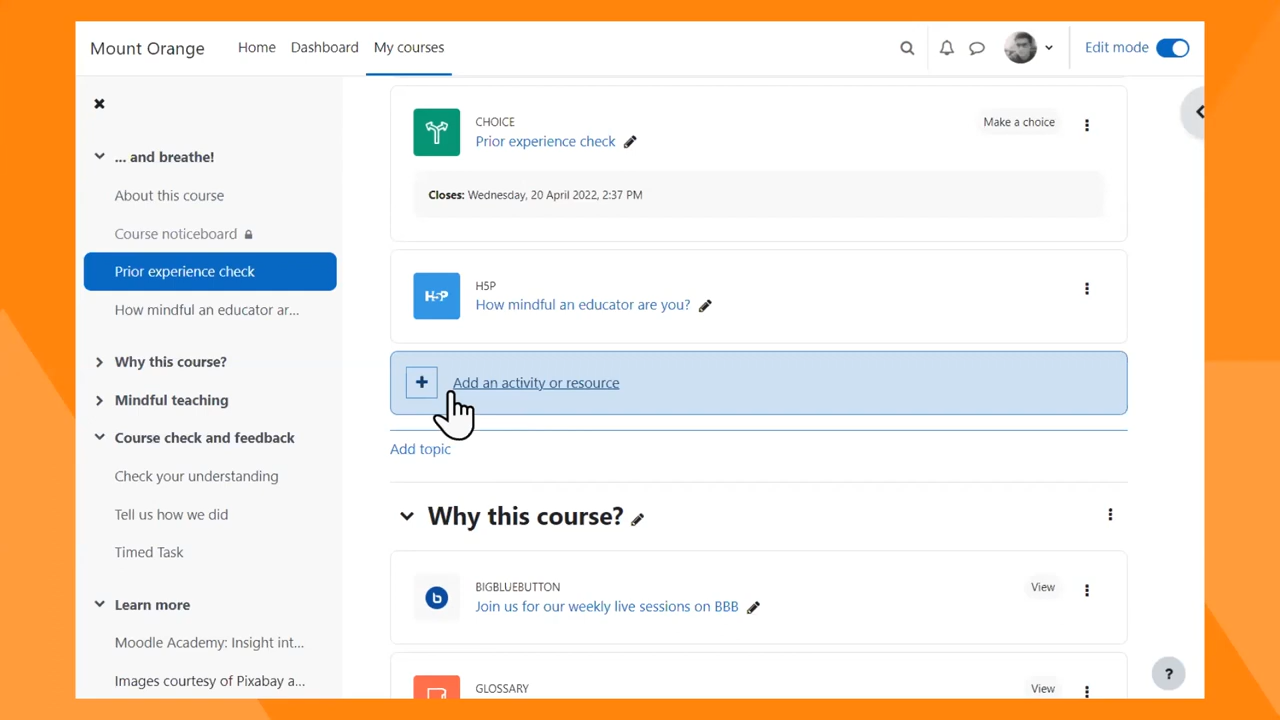 Mount Orange
Home
Dashboard
My courses
Edit mode
... and breathe!
About this course
Course noticeboard
Prior experience check
How mindful an educator ar...
Why this course?
Mindful teaching
Course check and feedback
Check your understanding
Tell us how we did
Timed Task
Learn more
Moodle Academy: Insight int...
Images courtesy of Pixabay a...
CHOICE
Prior experience check
Make a choice
Closes: Wednesday, 20 April 2022, 2:37 PM
H5P
H5P
How mindful an educator are you?
+ Add an activity or resource
Add topic
Why this course?
b
BIGBLUEBUTTON
Join us for our weekly live sessions on BBB
View
GLOSSARY
View
?